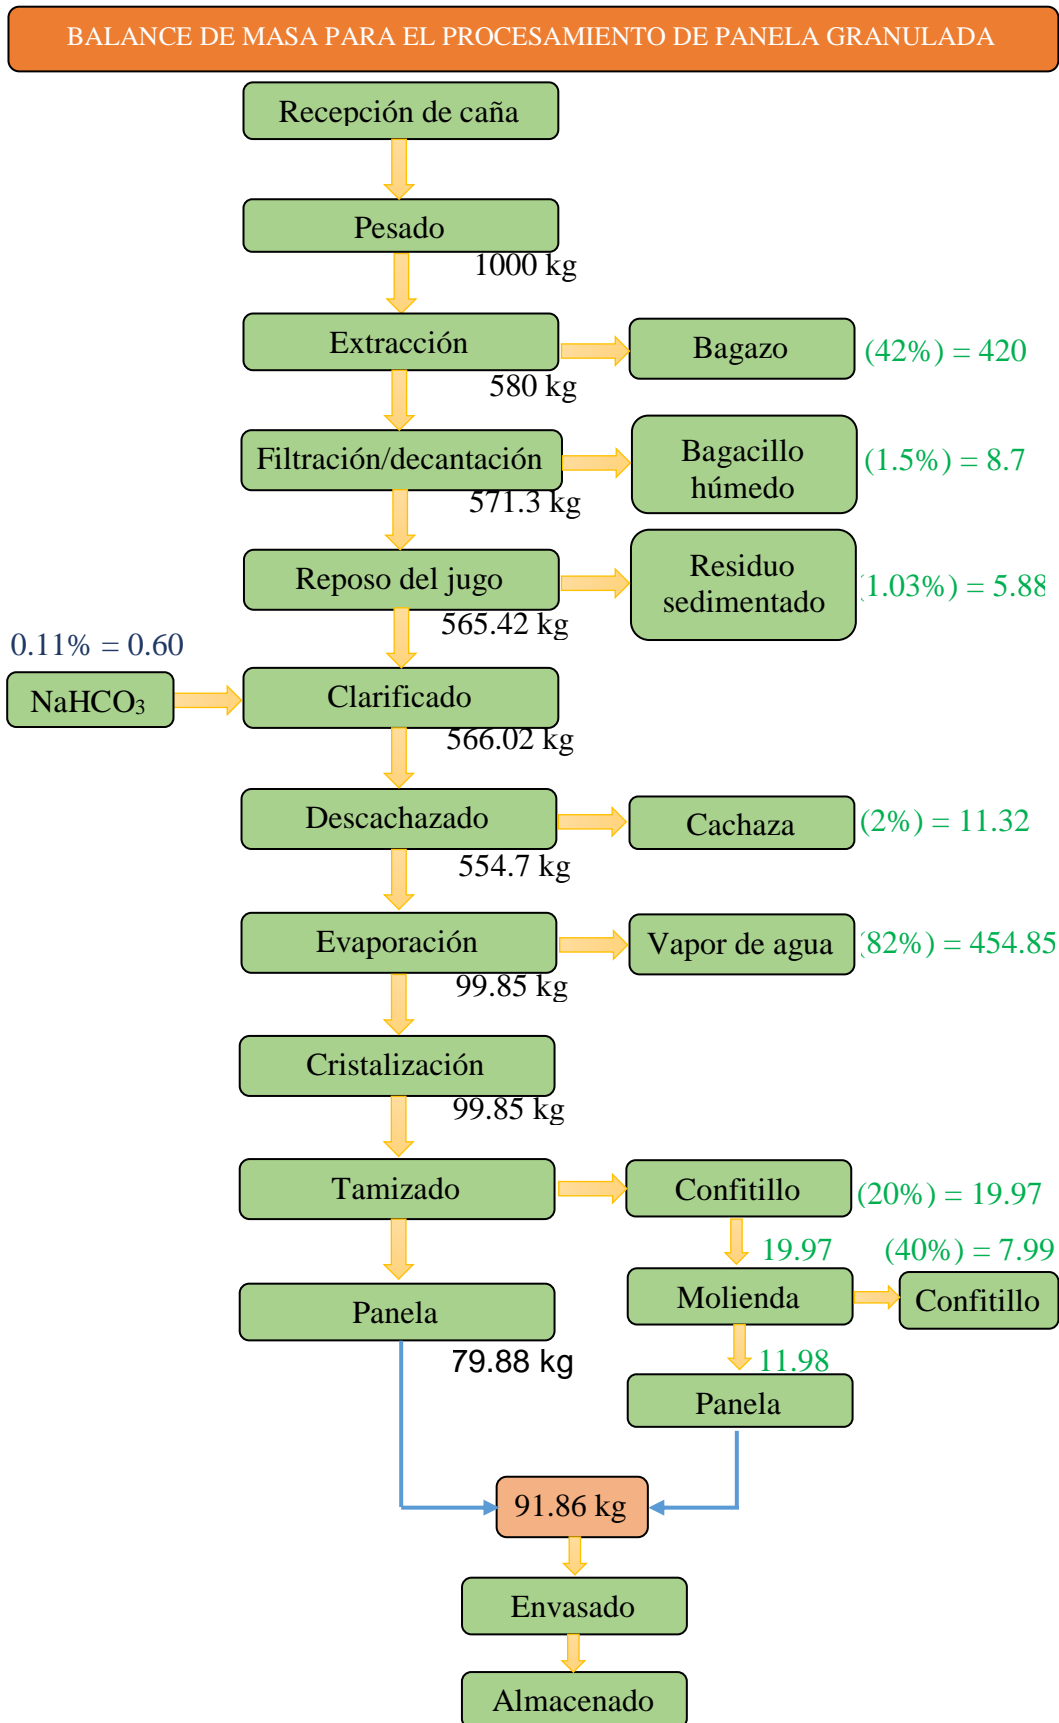 BALANCE DE MASA PARA EL PROCESAMIENTO DE PANELA GRANULADA
Recepción de caña
Pesado
1000 kg
Extracción
Bagazo
(42%) = 420
580 kg
Filtración/decantación
Bagacillo
húmedo
(1.5%) = 8.7
571.3 kg
Reposo del jugo
Residuo
sedimentado
(1.03%) = 5.88
565.42 kg
0.11% = 0.60
NaHCO₃
Clarificado
566.02 kg
Descachazado
Cachaza
(2%) = 11.32
554.7 kg
Evaporación
Vapor de agua
(82%) = 454.85
99.85 kg
Cristalización
99.85 kg
Tamizado
Confitillo
(20%) = 19.97
19.97
(40%) = 7.99
Panela
Molienda
Confitillo
79.88 kg
11.98
Panela
91.86 kg
Envasado
Almacenado